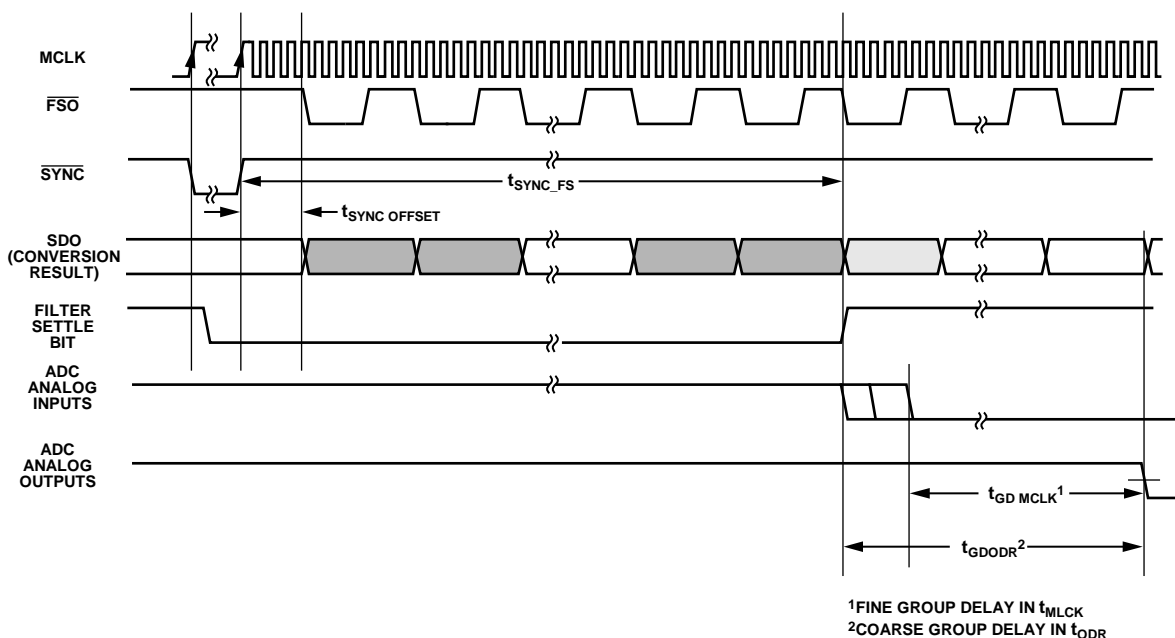 MCLK
FSO
SYNC
tSYNC_FS
tSYNC OFFSET
SDO
(CONVERSION
RESULT)
FILTER
SETTLE
BIT
ADC
ANALOG
INPUTS
ADC
ANALOG
OUTPUTS
tGD MCLK1
tGDODR2
1FINE GROUP DELAY IN tMLCK
2COARSE GROUP DELAY IN tODR